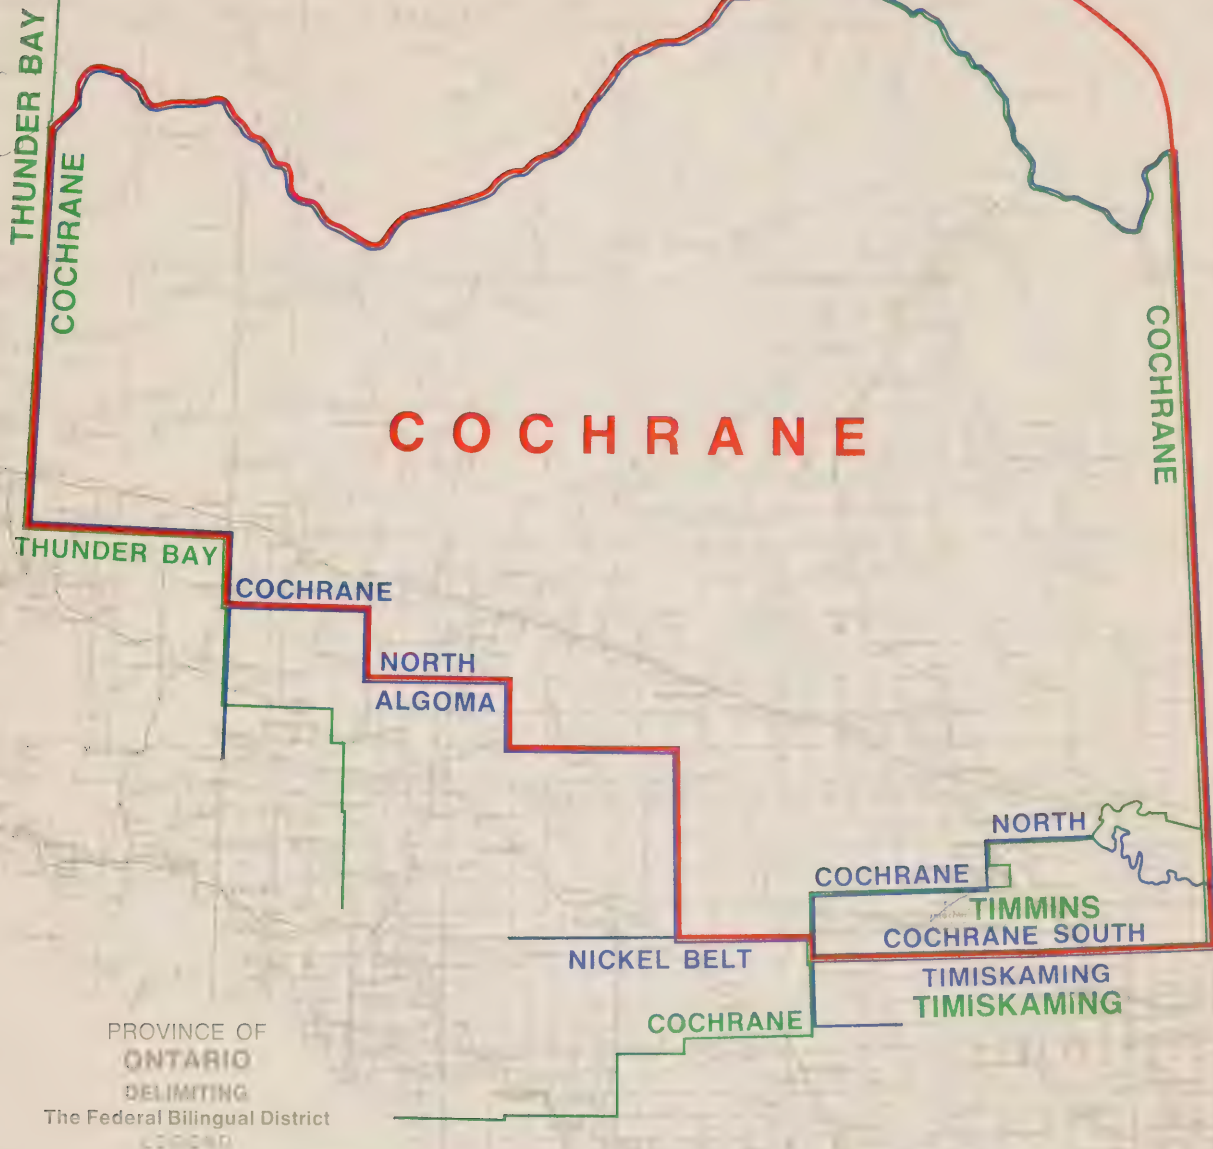 THUNDER BAY
COCHRANE
COCHRANE
COCHRANE
THUNDER BAY
COCHRANE
NORTH
ALGOMA
NORTH
COCHRANE
TIMMINS
COCHRANE SOUTH
NICKEL BELT
TIMISKAMING
TIMISKAMING
COCHRANE
PROVINCE OF
ONTARIO
DELIMITING
The Federal Bilingual District